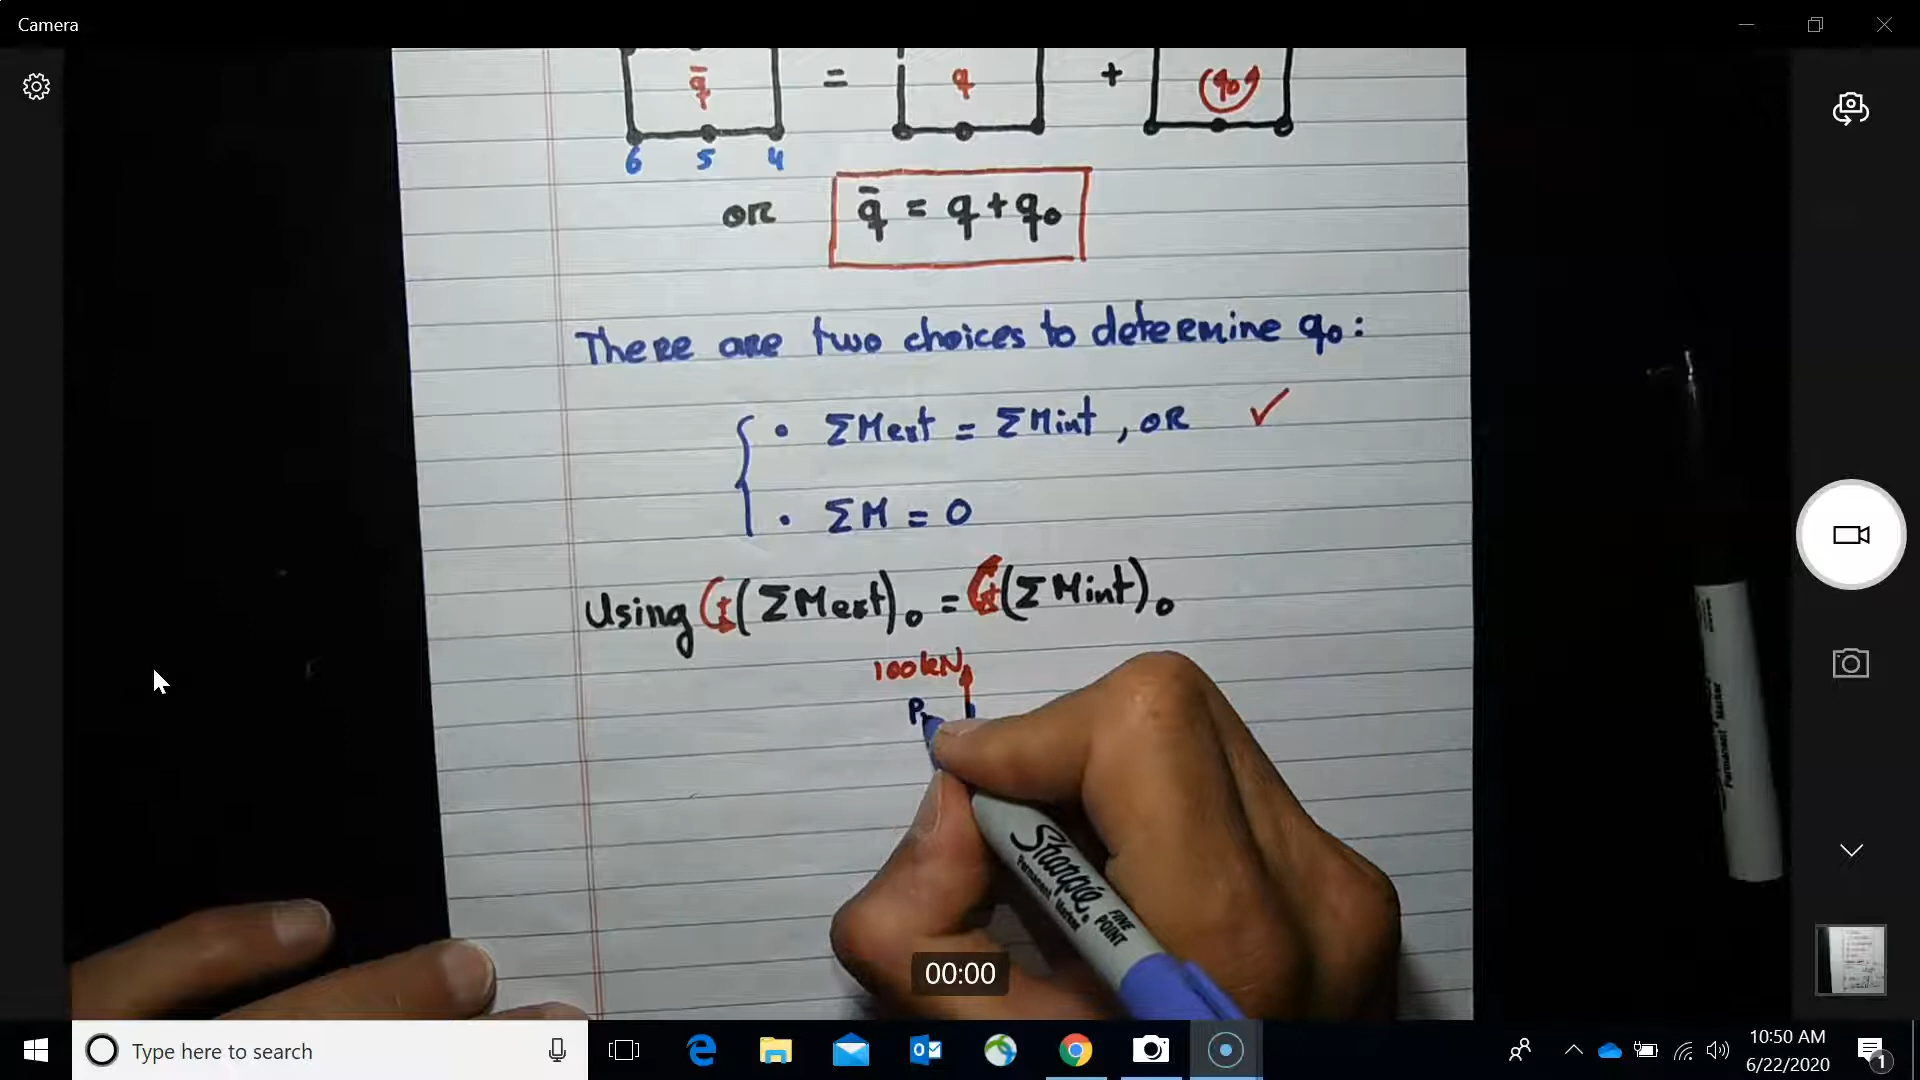 Camera
q̄ = q + q₀
6 5 4
OR q̄ = q + q₀
There are two choices to determine q₀:
• ΣMext = ΣMint , OR ✓
• ΣM = 0
Using (+ (ΣMext)₀ = (+ (ΣMint)₀
100 kN
P
Sharpie.
FINE POINT
Permanent Marker
00:00
Type here to search
10:50 AM
6/22/2020
1